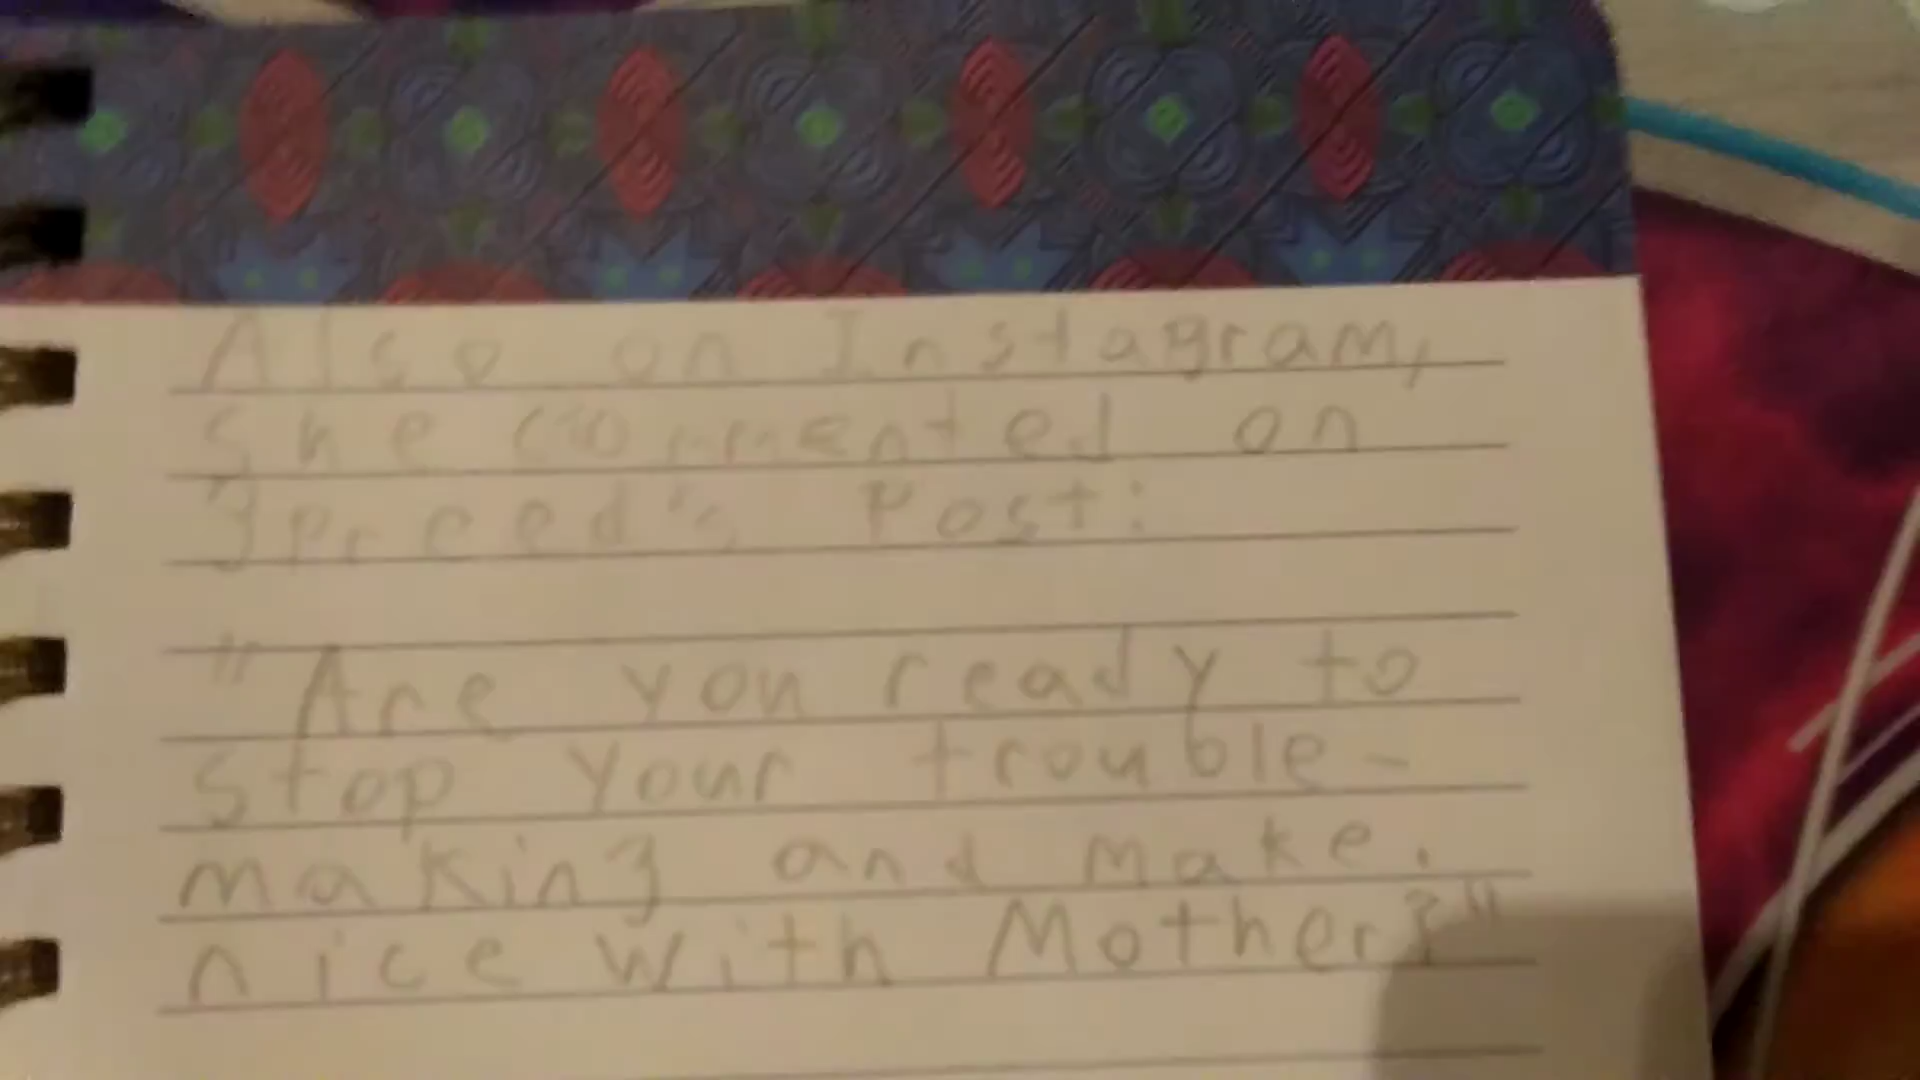 Also on Instagram,
she commented on
Jpreed's Post:
"Are you ready to
stop your trouble-
making and make
nice with Mother?"